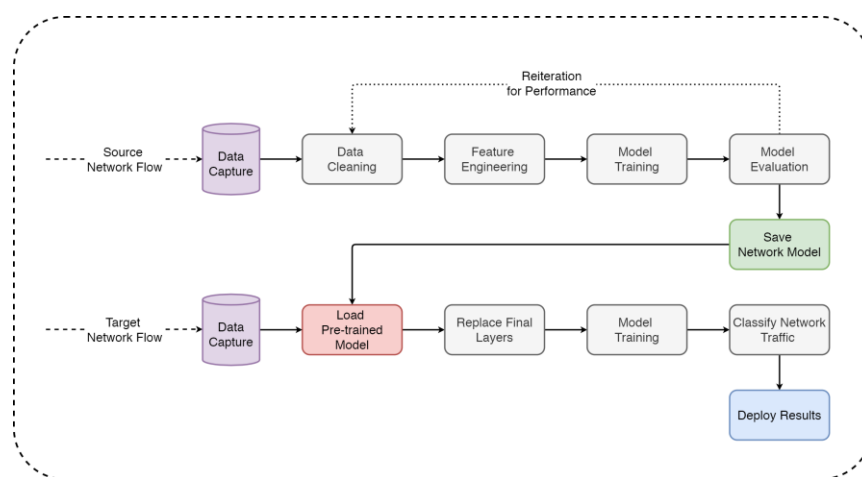 Reiteration
for Performance
Source
Network Flow
Data
Capture
Data
Cleaning
Feature
Engineering
Model
Training
Model
Evaluation
Save
Network Model
Target
Network Flow
Data
Capture
Load
Pre-trained
Model
Replace Final
Layers
Model
Training
Classify Network
Traffic
Deploy Results